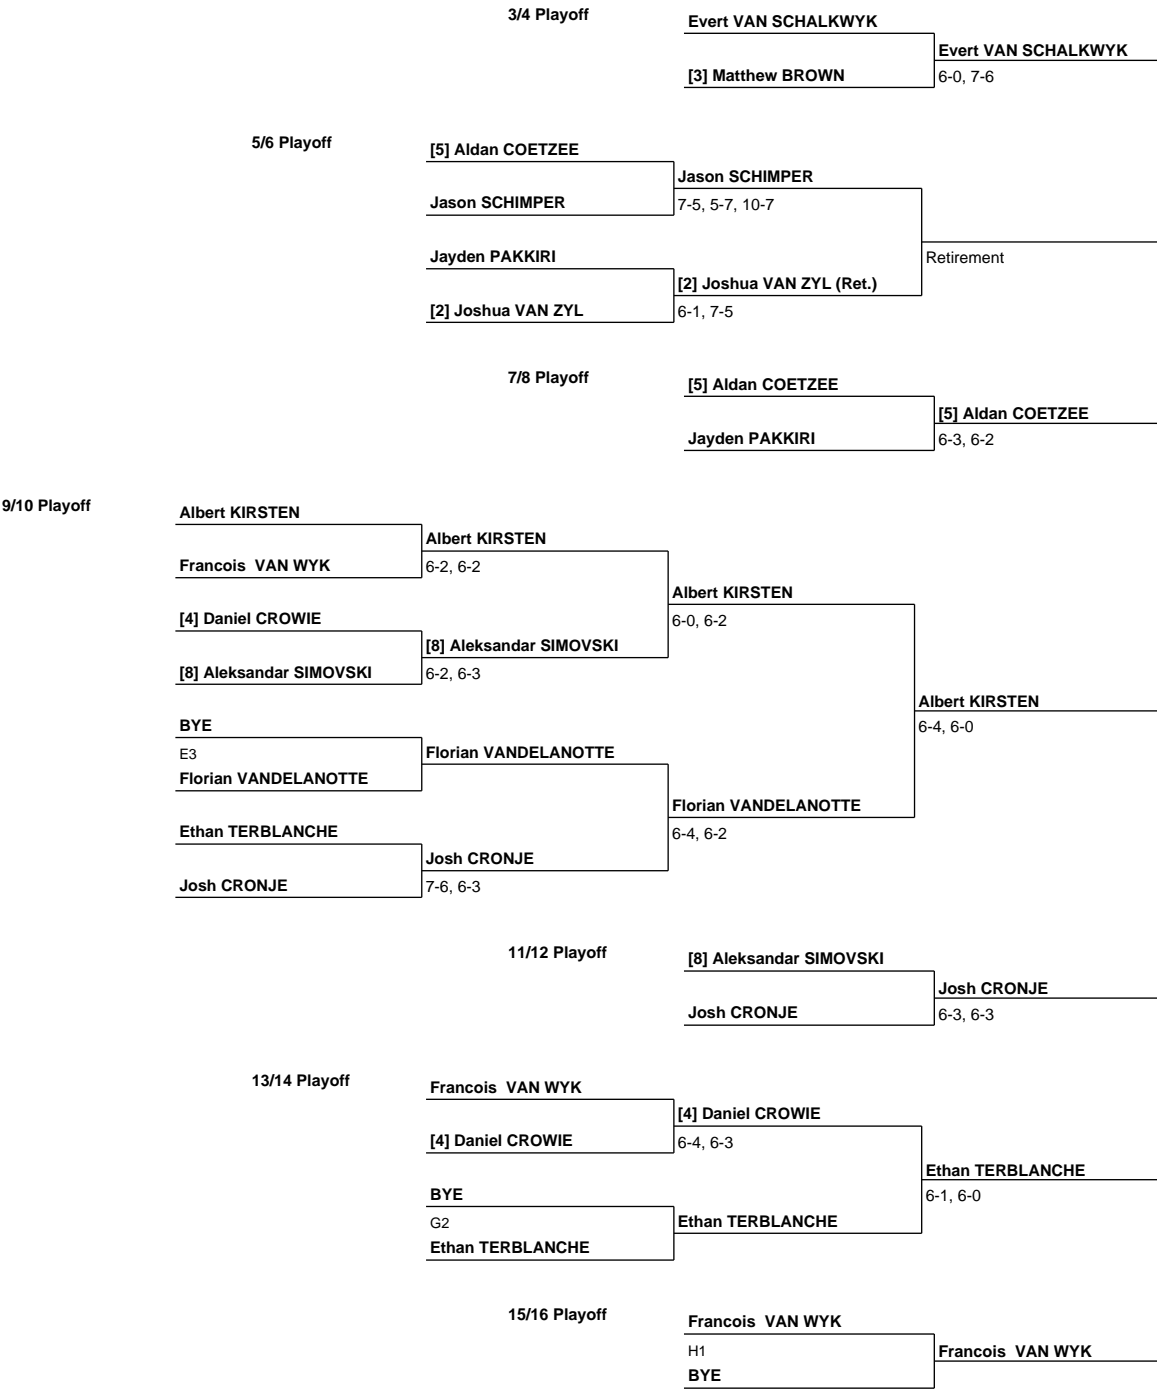 3/4 Playoff
Evert VAN SCHALKWYK
Evert VAN SCHALKWYK
[3] Matthew BROWN
6-0, 7-6
5/6 Playoff
[5] Aldan COETZEE
Jason SCHIMPER
Jason SCHIMPER
7-5, 5-7, 10-7
Jayden PAKKIRI
Retirement
[2] Joshua VAN ZYL (Ret.)
[2] Joshua VAN ZYL
6-1, 7-5
7/8 Playoff
[5] Aldan COETZEE
[5] Aldan COETZEE
Jayden PAKKIRI
6-3, 6-2
9/10 Playoff
Albert KIRSTEN
Albert KIRSTEN
Francois  VAN WYK
6-2, 6-2
Albert KIRSTEN
[4] Daniel CROWIE
6-0, 6-2
[8] Aleksandar SIMOVSKI
[8] Aleksandar SIMOVSKI
6-2, 6-3
Albert KIRSTEN
BYE
6-4, 6-0
E3
Florian VANDELANOTTE
Florian VANDELANOTTE
Florian VANDELANOTTE
Ethan TERBLANCHE
6-4, 6-2
Josh CRONJE
Josh CRONJE
7-6, 6-3
11/12 Playoff
[8] Aleksandar SIMOVSKI
Josh CRONJE
Josh CRONJE
6-3, 6-3
13/14 Playoff
Francois  VAN WYK
[4] Daniel CROWIE
[4] Daniel CROWIE
6-4, 6-3
Ethan TERBLANCHE
BYE
6-1, 6-0
G2
Ethan TERBLANCHE
Ethan TERBLANCHE
15/16 Playoff
Francois  VAN WYK
H1
Francois  VAN WYK
BYE